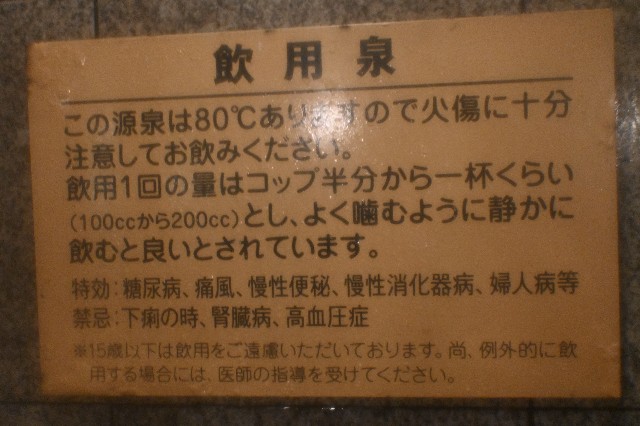 飲用泉
この源泉は80℃ありますので火傷に十分
注意してお飲みください。
飲用1回の量はコップ半分から一杯くらい
(100ccから200cc)とし、よく噛むように静かに
飲むと良いとされています。
特効:糖尿病、痛風、慢性便秘、慢性消化器病、婦人病等
禁忌:下痢の時、腎臓病、高血圧症
※15歳以下は飲用をご遠慮いただいております。尚、例外的に飲
用する場合には、医師の指導を受けてください。